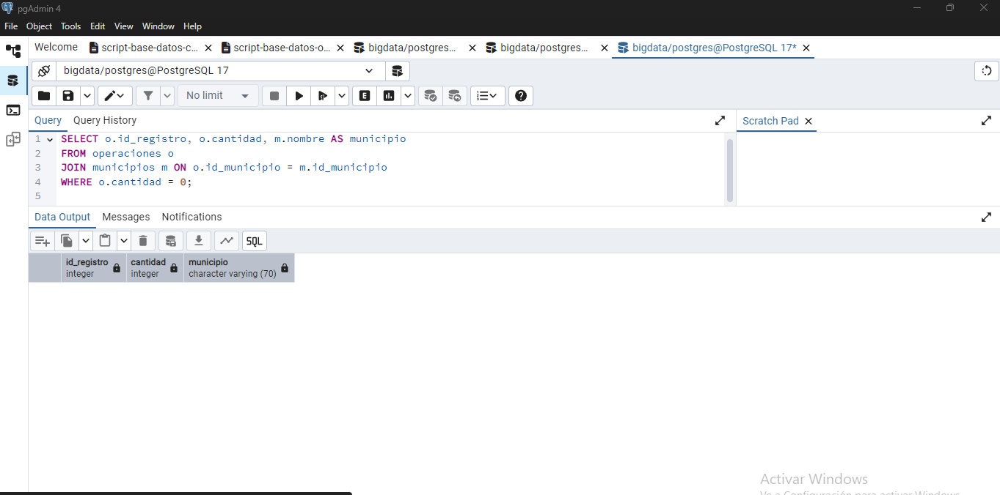 pgAdmin 4
File Object Tools Edit View Window Help
Welcome script-base-datos-c... script-base-datos-o... bigdata/postgres... bigdata/postgres... bigdata/postgres@PostgreSQL 17*
bigdata/postgres@PostgreSQL 17
No limit E
Query Query History Scratch Pad
1 SELECT o.id_registro, o.cantidad, m.nombre AS municipio
2 FROM operaciones o
3 JOIN municipios m ON o.id_municipio = m.id_municipio
4 WHERE o.cantidad = 0;
5
Data Output Messages Notifications
SQL
id_registro cantidad municipio
integer integer character varying (70)
Activar Windows
Ve a Configuración para activar Windows